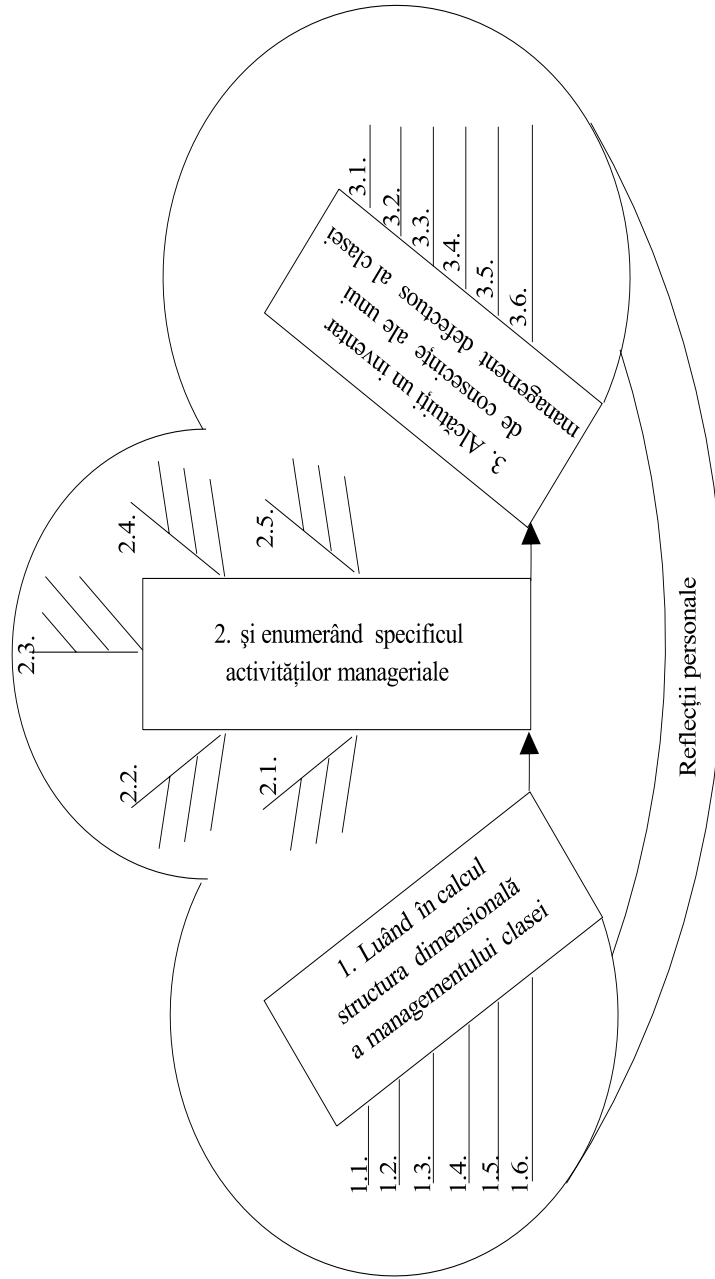 1. Luând în calcul
structura dimensională
a managementului clasei
1.1.
1.2.
1.3.
1.4.
1.5.
1.6.
2. şi enumerând specificul
activităților manageriale
2.1.
2.2.
2.3.
2.4.
2.5.
3. Alcătuiți un inventar
de consecințe ale unui
management defectuos al clasei
3.1.
3.2.
3.3.
3.4.
3.5.
3.6.
Reflecții personale